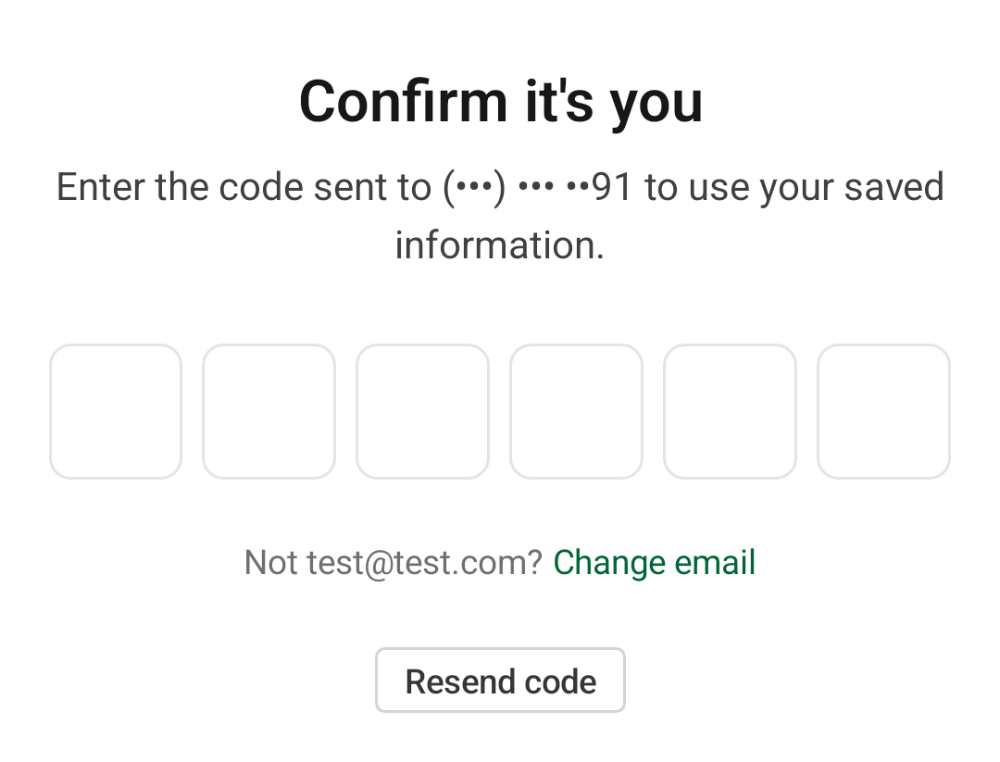 Confirm it's you
Enter the code sent to (•••) ••• ••91 to use your saved
information.
Not test@test.com? Change email
Resend code